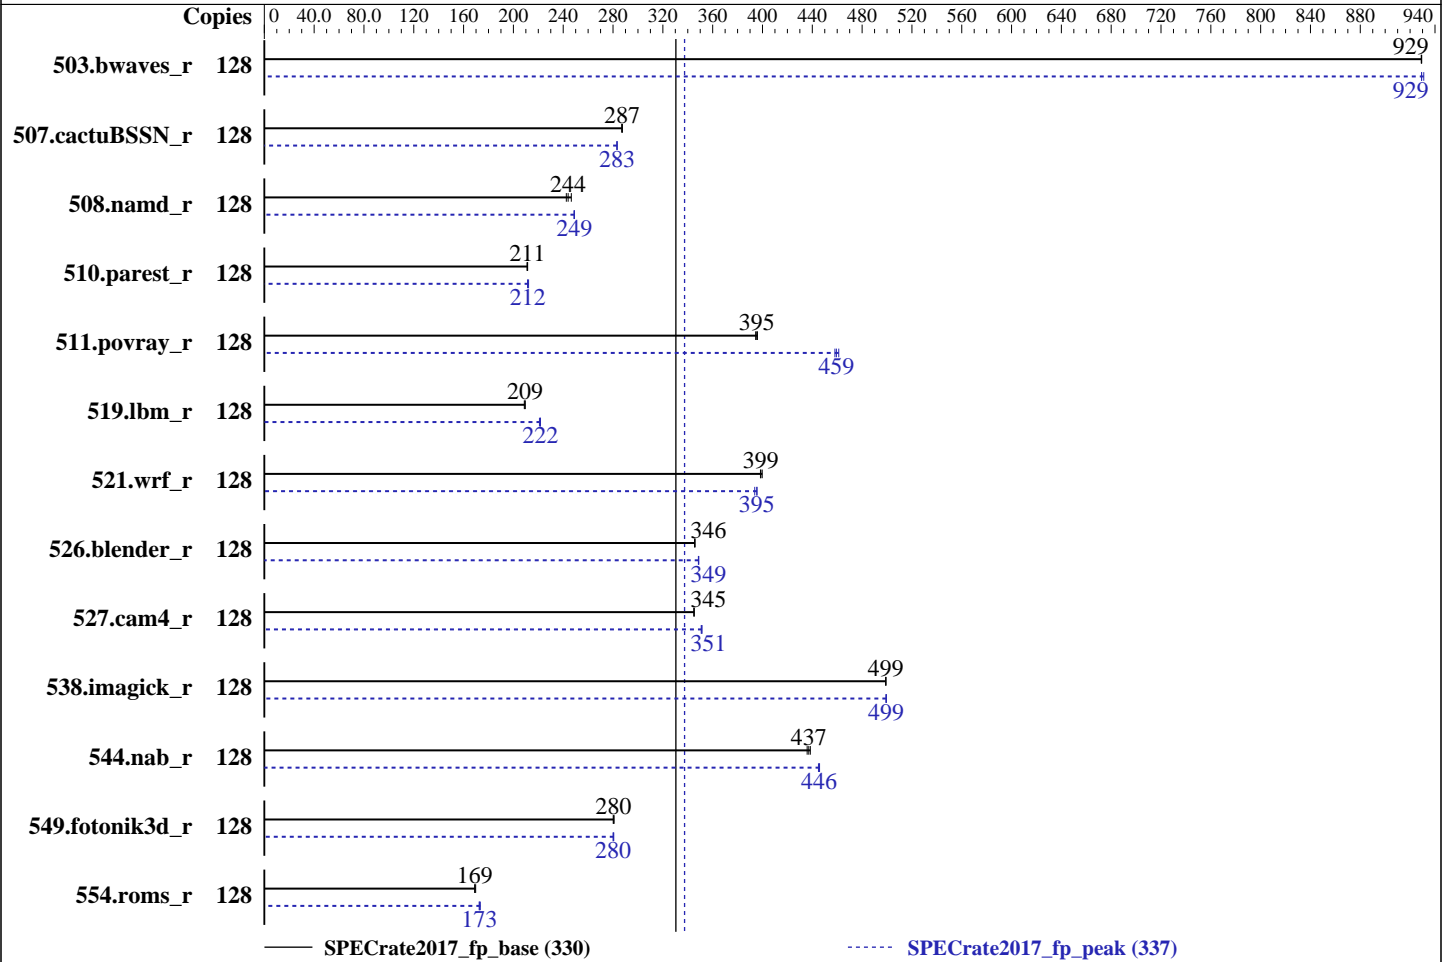 Copies 0 40.0 80.0 120 160 200 240 280 320 360 400 440 480 520 560 600 640 680 720 760 800 840 880 940
503.bwaves_r 128 929
929
507.cactuBSSN_r 128 287
283
508.namd_r 128 244
249
510.parest_r 128 211
212
511.povray_r 128 395
459
519.lbm_r 128 209
222
521.wrf_r 128 399
395
526.blender_r 128 346
349
527.cam4_r 128 345
351
538.imagick_r 128 499
499
544.nab_r 128 437
446
549.fotonik3d_r 128 280
280
554.roms_r 128 169
173
SPECrate2017_fp_base (330) SPECrate2017_fp_peak (337)